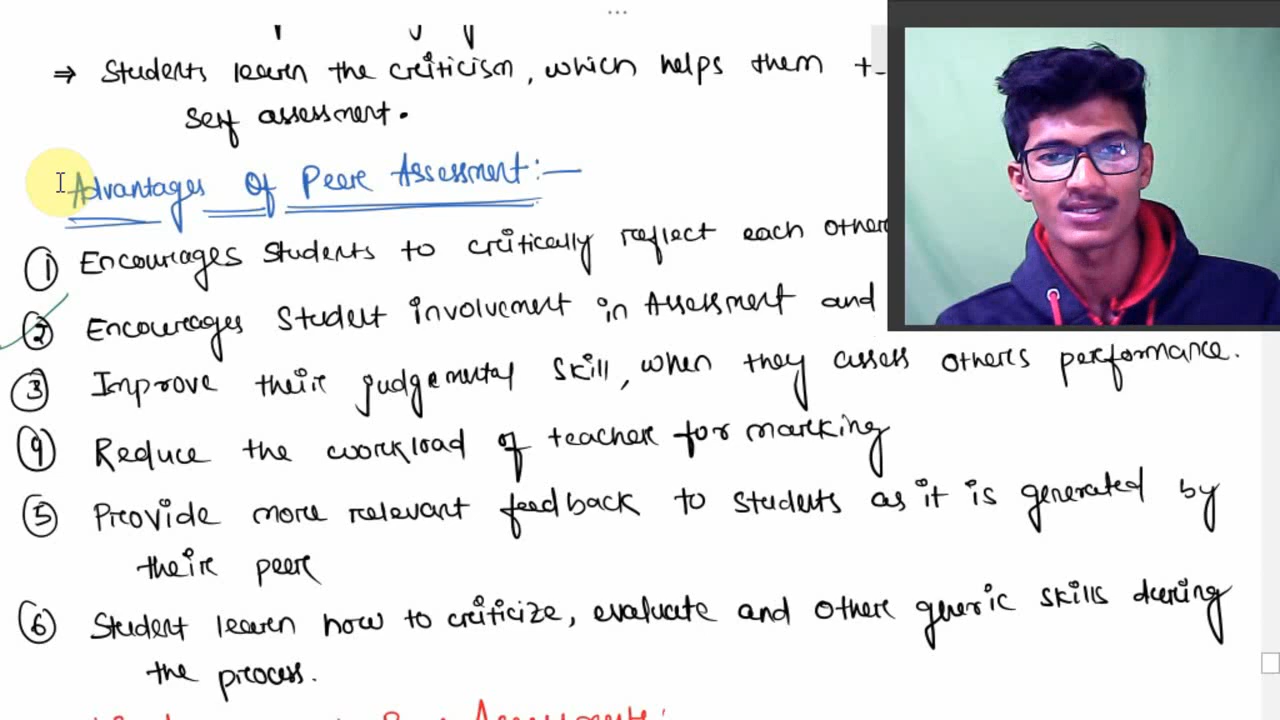 ⇒ Students learn the criticism, which helps them
self assessment.
Advantages Of Peer Assessment:—
① Encourages Students to critically reflect each other
② Encourages Student involvement in Assessment and
③ Improve their judgemental skill, when they assess others performance.
④ Reduce the workload of teacher for marking
⑤ Provide more relevant feedback to students as it is generated by
their peer
⑥ Student learn how to criticize, evaluate and other generic skills during
the process.